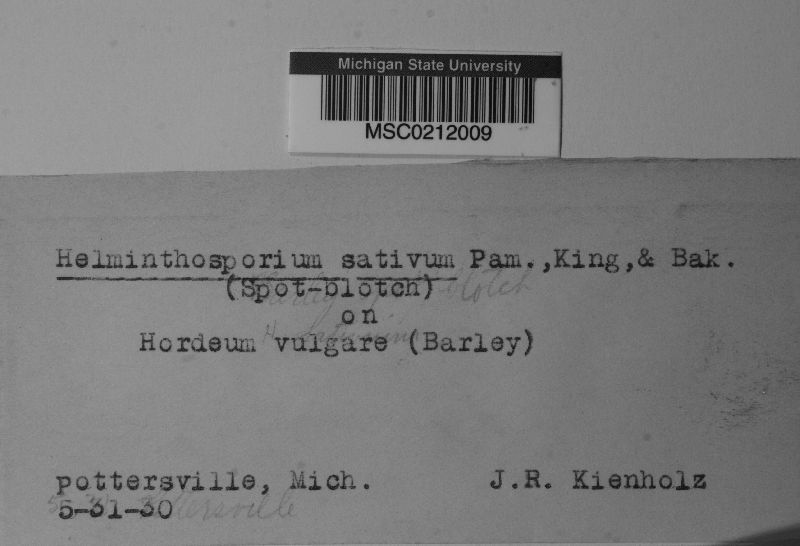 Michigan State University
MSC0212009
Helminthosporium sativum Pam.,King,& Bak.
(Spot-blotch)
blotch
on
Hordeum vulgare (Barley)
pottersville, Mich. J.R. Kienholz
5-31-30